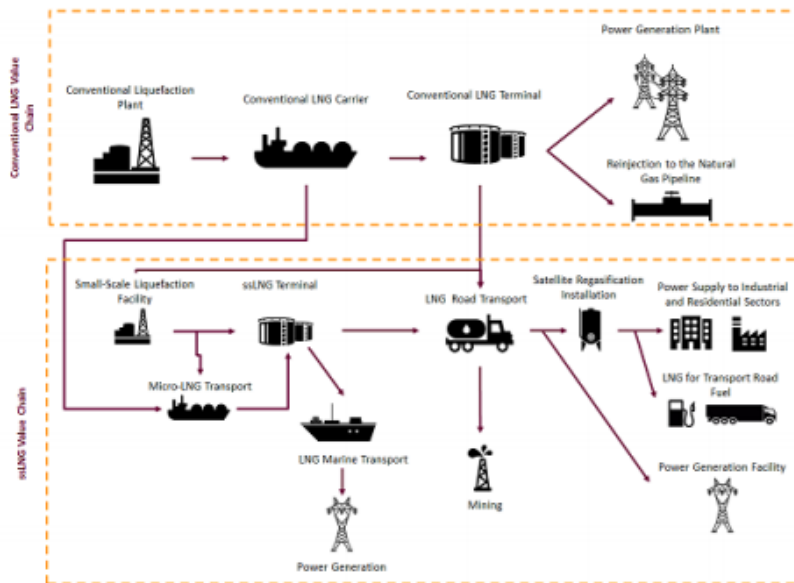 Conventional LNG Value
Chain
Power Generation Plant
Conventional Liquefaction
Plant
Conventional LNG Carrier
Conventional LNG Terminal
Reinjection to the Natural
Gas Pipeline
ssLNG Value Chain
Small-Scale Liquefaction
Facility
ssLNG Terminal
LNG Road Transport
Satellite Regasification
Installation
Power Supply to Industrial
and Residential Sectors
Micro-LNG Transport
LNG for Transport Road
Fuel
LNG Marine Transport
Mining
Power Generation Facility
Power Generation